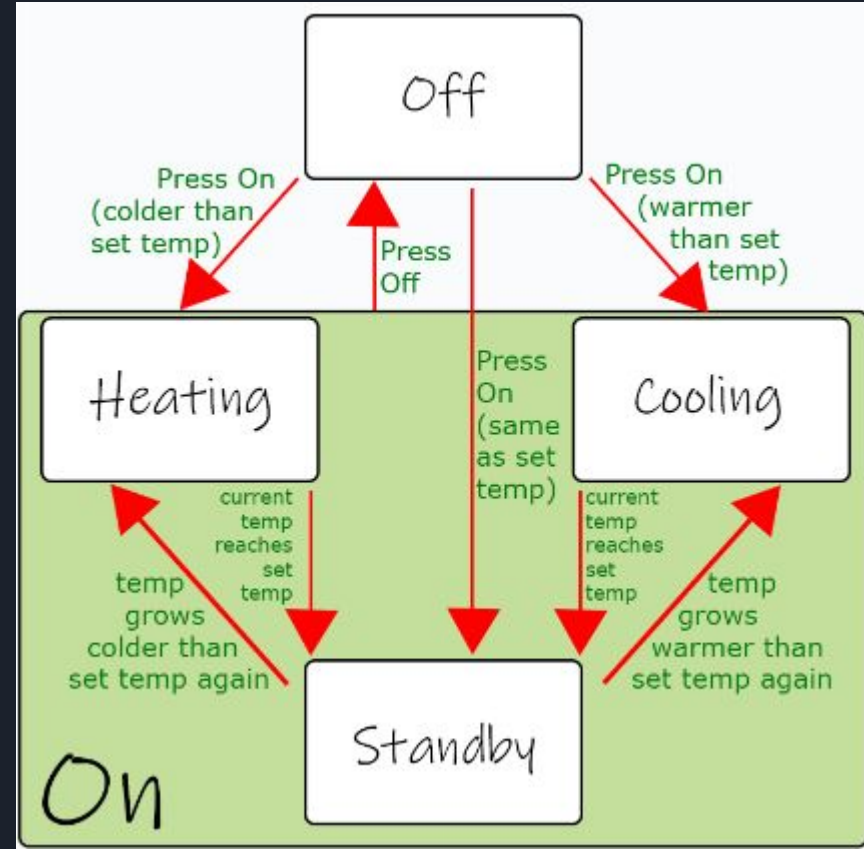 Off
Press On
(colder than
set temp)
Press
Off
Press On
(warmer
than set
temp)
Heating
Press
On
(same
as set
temp)
Cooling
current
temp
reaches
set
temp
current
temp
reaches
set
temp
temp
grows
colder than
set temp again
temp
grows
warmer than
set temp again
Standby
On